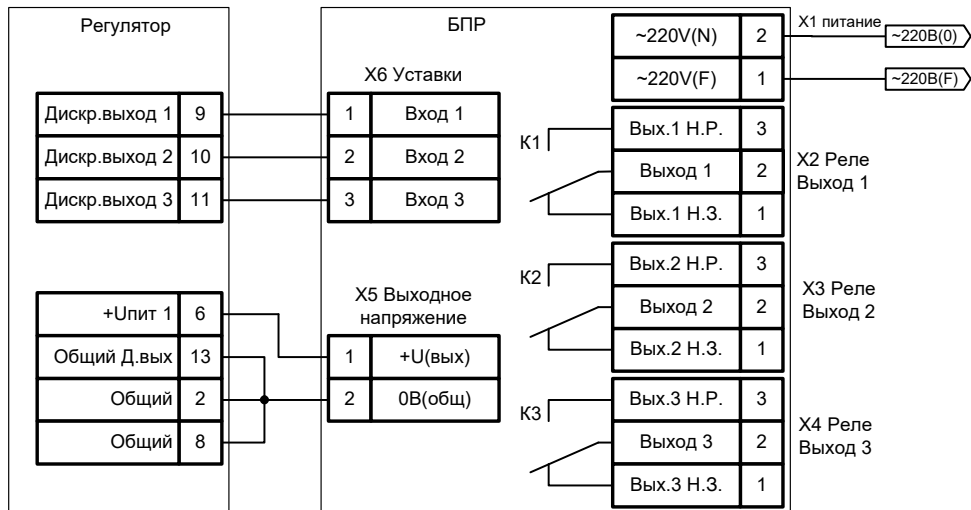 Регулятор
БПР
~220V(N) 2
X1 питание
~220В(0)
~220V(F) 1
~220В(F)
X6 Уставки
Дискр.выход 1 9
1 Вход 1
Дискр.выход 2 10
2 Вход 2
Дискр.выход 3 11
3 Вход 3
К1
Вых.1 Н.Р. 3
Выход 1 2
Вых.1 Н.З. 1
X2 Реле
Выход 1
К2
Вых.2 Н.Р. 3
Выход 2 2
Вых.2 Н.З. 1
X3 Реле
Выход 2
X5 Выходное
напряжение
+Uпит 1 6
Общий Д.вых 13
1 +U(вых)
Общий 2
2 0В(общ)
Общий 8
К3
Вых.3 Н.Р. 3
Выход 3 2
Вых.3 Н.З. 1
X4 Реле
Выход 3